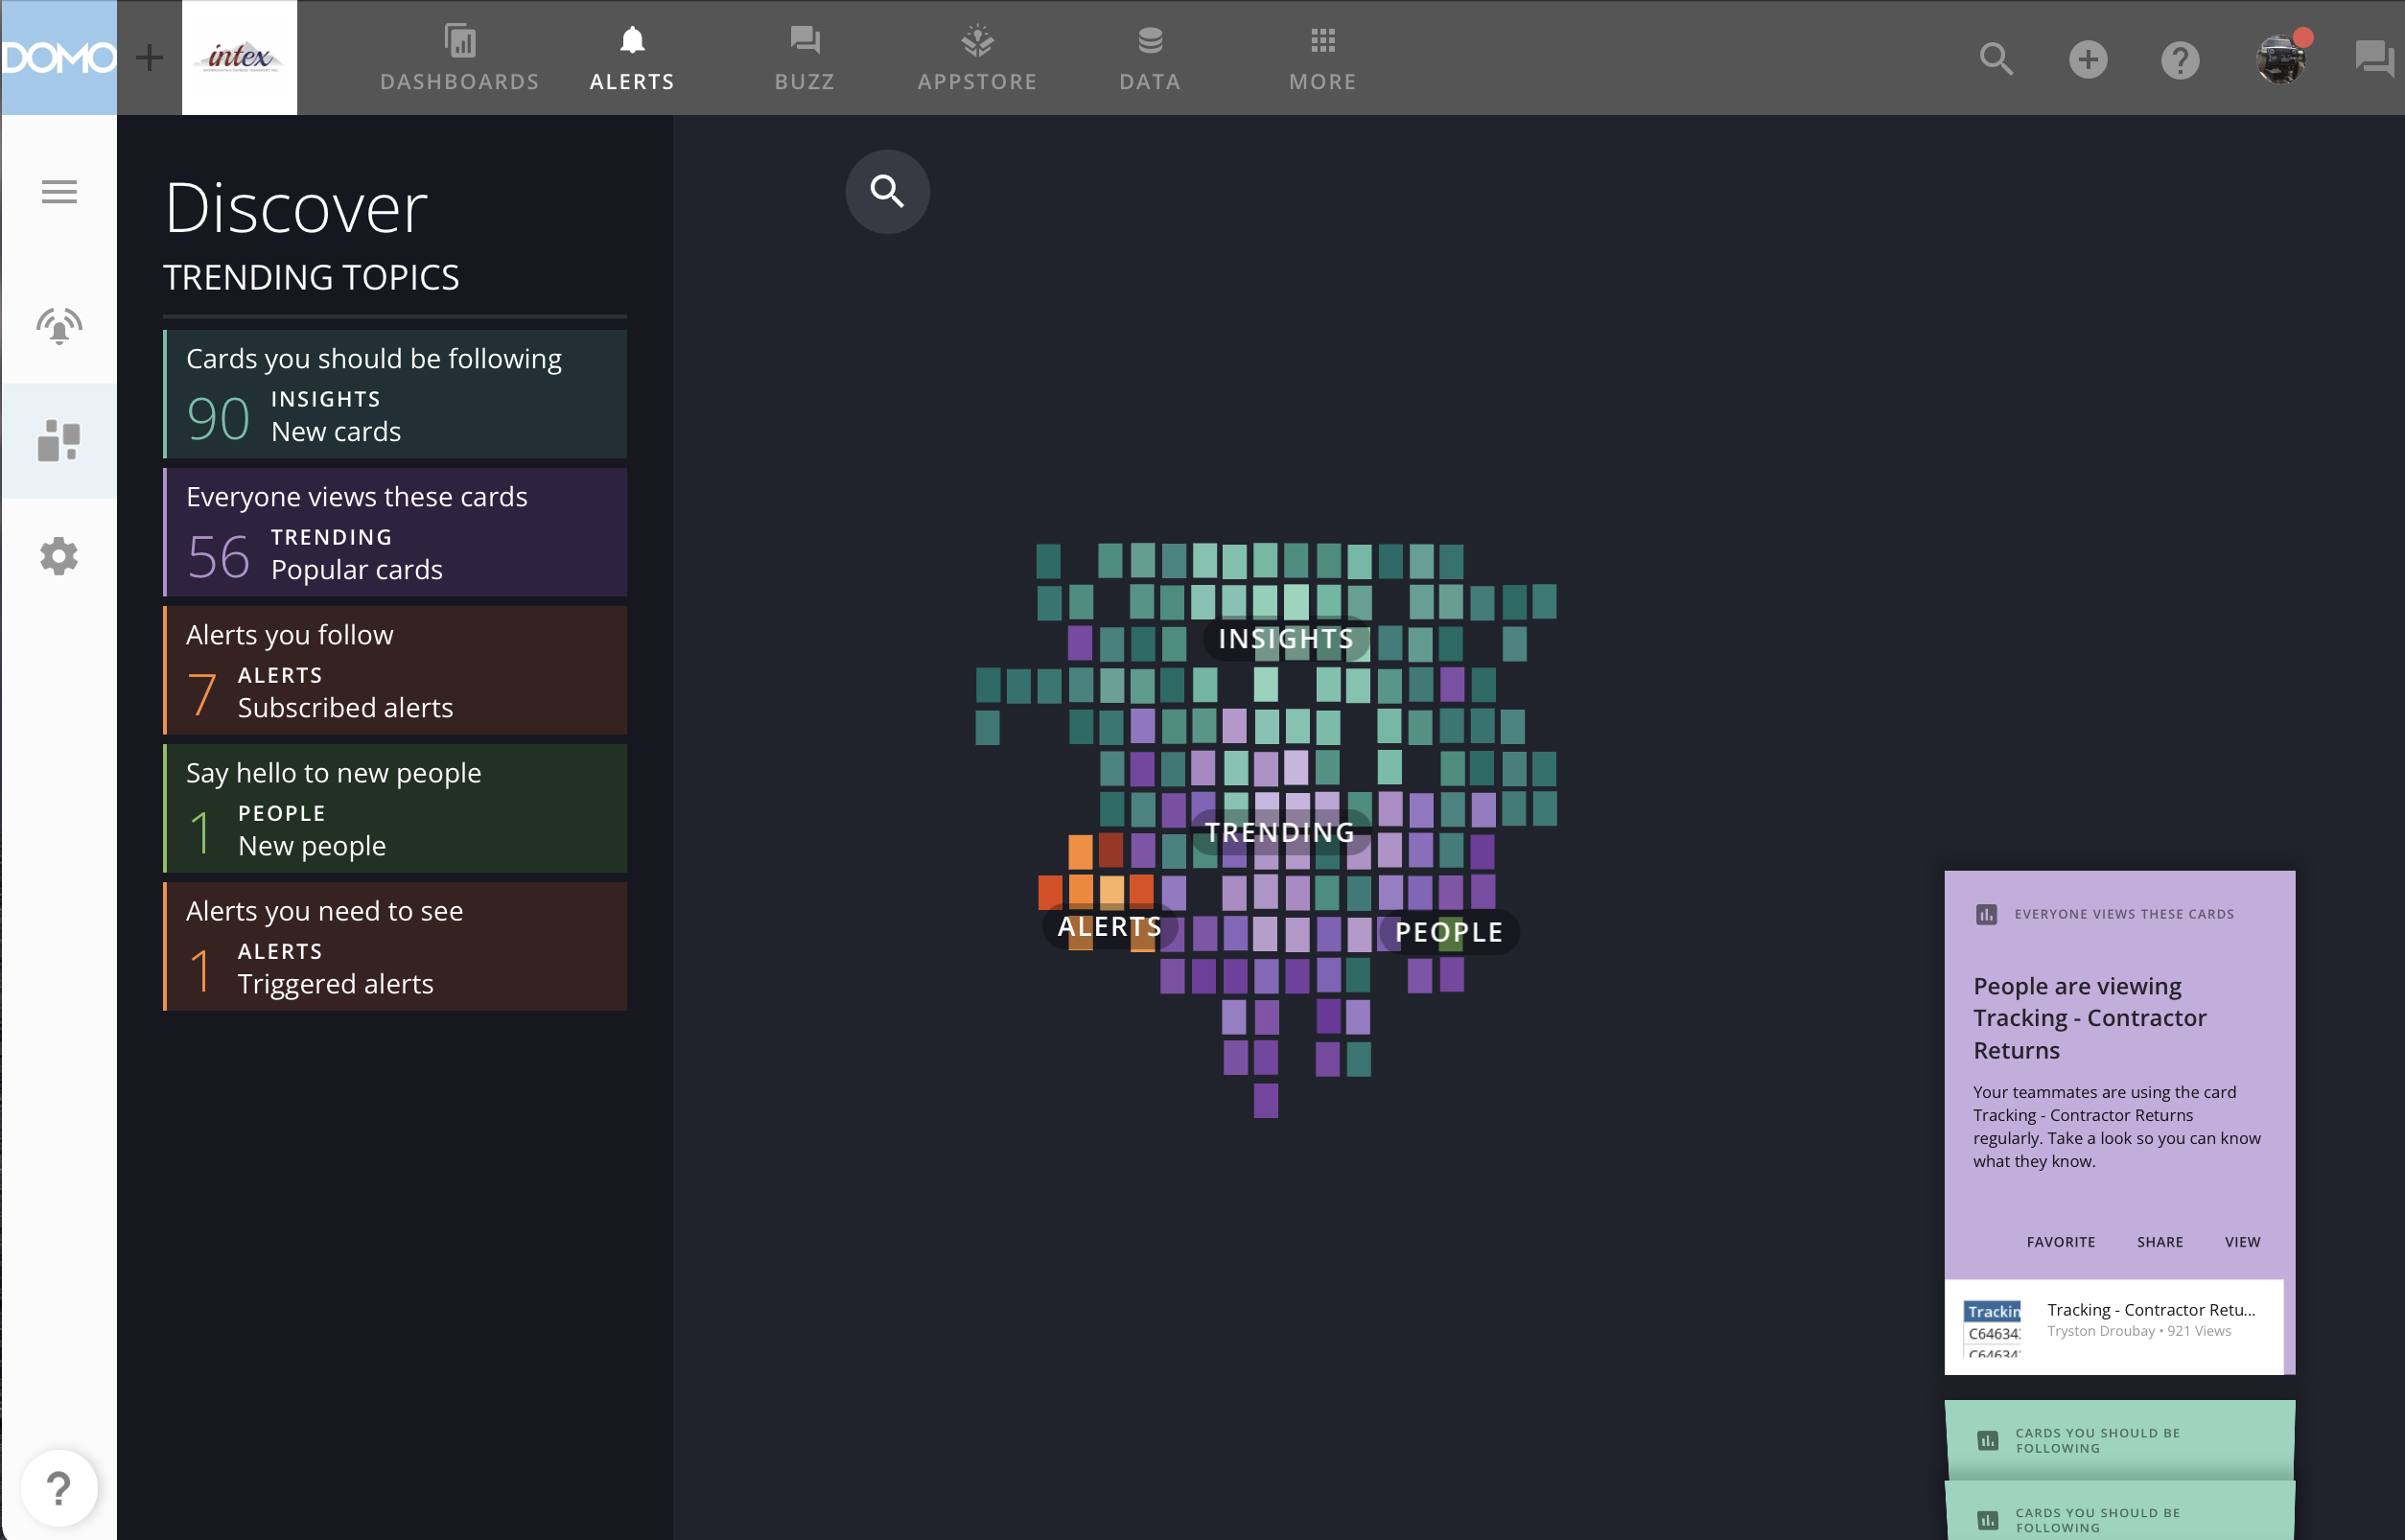 DOMO
intex
DASHBOARDS
ALERTS
BUZZ
APPSTORE
DATA
MORE
Discover
TRENDING TOPICS
Cards you should be following
90
INSIGHTS
New cards
Everyone views these cards
56
TRENDING
Popular cards
Alerts you follow
7
ALERTS
Subscribed alerts
Say hello to new people
1
PEOPLE
New people
Alerts you need to see
1
ALERTS
Triggered alerts
INSIGHTS
TRENDING
ALERTS
PEOPLE
EVERYONE VIEWS THESE CARDS
People are viewing
Tracking - Contractor
Returns
Your teammates are using the card
Tracking - Contractor Returns
regularly. Take a look so you can know
what they know.
FAVORITE
SHARE
VIEW
Trackin
C64634
C64634
Tracking - Contractor Retu...
Tryston Droubay • 921 Views
CARDS YOU SHOULD BE
FOLLOWING
CARDS YOU SHOULD BE
FOLLOWING
?